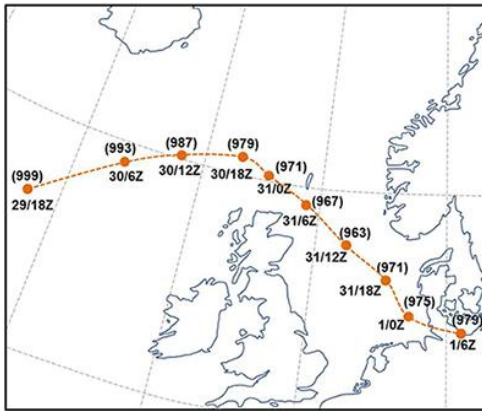 (999)
29/18Z
(993)
30/6Z
(987)
30/12Z
(979)
30/18Z
(971)
31/0Z
(967)
31/6Z
(963)
31/12Z
(971)
31/18Z
(975)
1/0Z
(979)
1/6Z